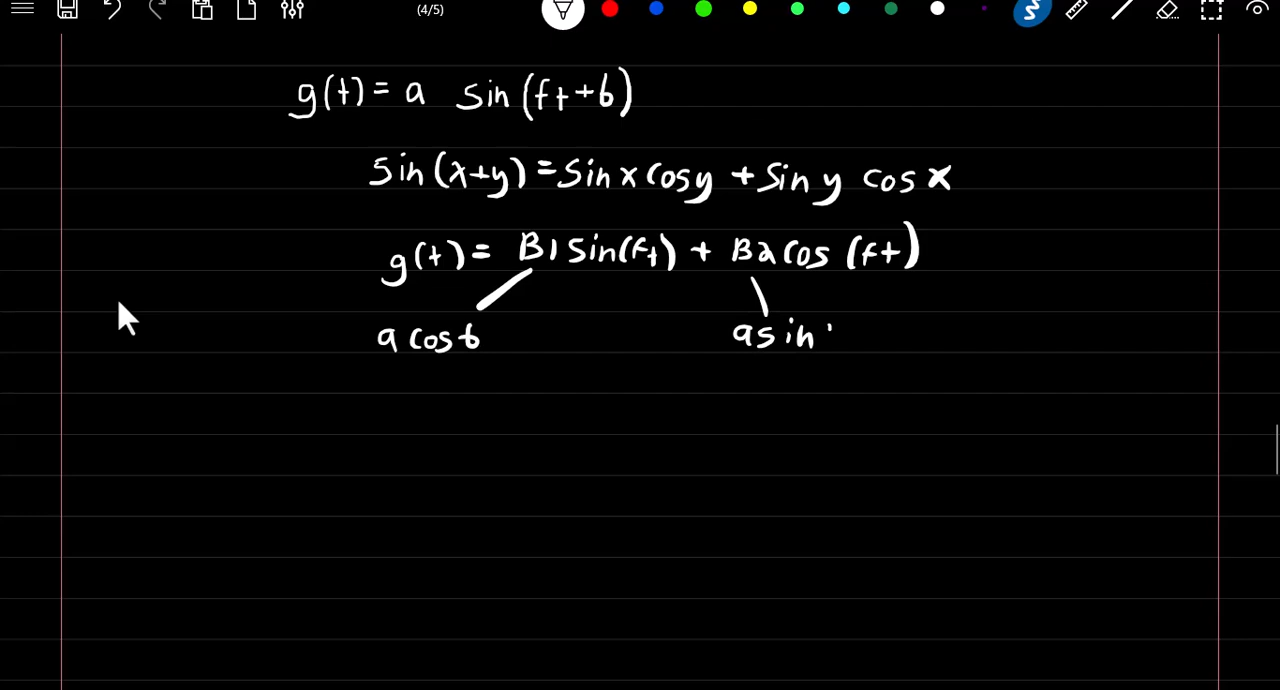 (4/5)
g(t) = a sin(ft+b)
sin(x+y) = sin x cos y + sin y cos x
g(t) = B1 sin(ft) + B2 cos(ft)
a cos b a sin